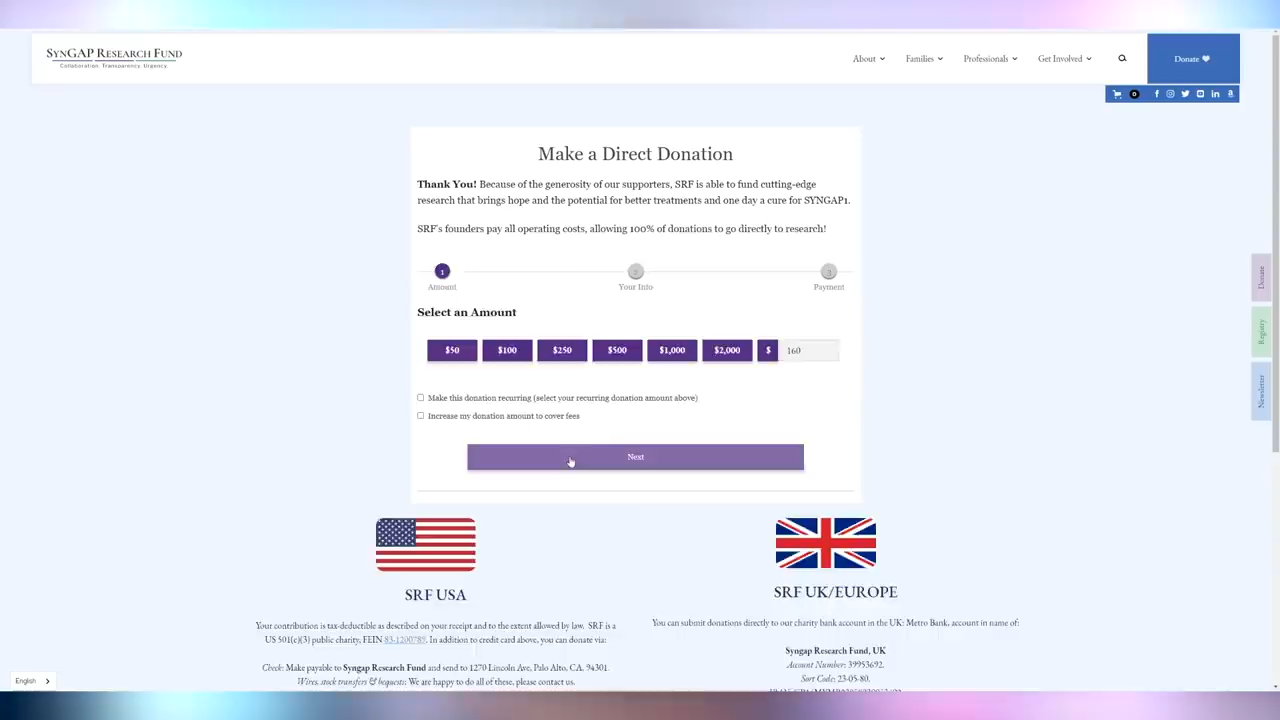 SYNGAP RESEARCH FUND
Collaboration. Transparency. Urgency.
About Families Professionals Get Involved Donate
0
Make a Direct Donation
Thank You! Because of the generosity of our supporters, SRF is able to fund cutting-edge
research that brings hope and the potential for better treatments and one day a cure for SYNGAP1.
SRF's founders pay all operating costs, allowing 100% of donations to go directly to research!
1 2 3
Amount Your Info Payment
Select an Amount
$50 $100 $250 $500 $1,000 $2,000 $ 160
Make this donation recurring (select your recurring donation amount above)
Increase my donation amount to cover fees
Next
Donate
Registry
Newsletter
SRF USA
Your contribution is tax-deductible as described on your receipt and to the extent allowed by law. SRF is a
US 501(c)(3) public charity, FEIN 83-1200789. In addition to credit card above, you can donate via:
Check: Make payable to Syngap Research Fund and send to 1270 Lincoln Ave, Palo Alto, CA, 94301.
Wires, stock transfers & bequests: We are happy to do all of these, please contact us.
SRF UK/EUROPE
You can submit donations directly to our charity bank account in the UK: Metro Bank, account in name of:
Syngap Research Fund, UK
Account Number: 39953692.
Sort Code: 23-05-80.
English